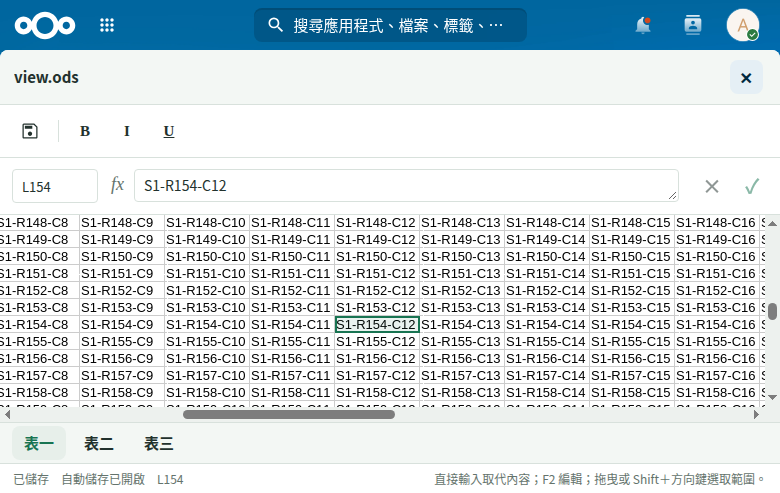 搜尋應用程式、檔案、標籤、…
A
view.ods
B I U
L154 fx S1-R154-C12
S1-R148-C8 S1-R148-C9 S1-R148-C10 S1-R148-C11 S1-R148-C12 S1-R148-C13 S1-R148-C14 S1-R148-C15 S1-R148-C16
S1-R149-C8 S1-R149-C9 S1-R149-C10 S1-R149-C11 S1-R149-C12 S1-R149-C13 S1-R149-C14 S1-R149-C15 S1-R149-C16
S1-R150-C8 S1-R150-C9 S1-R150-C10 S1-R150-C11 S1-R150-C12 S1-R150-C13 S1-R150-C14 S1-R150-C15 S1-R150-C16
S1-R151-C8 S1-R151-C9 S1-R151-C10 S1-R151-C11 S1-R151-C12 S1-R151-C13 S1-R151-C14 S1-R151-C15 S1-R151-C16
S1-R152-C8 S1-R152-C9 S1-R152-C10 S1-R152-C11 S1-R152-C12 S1-R152-C13 S1-R152-C14 S1-R152-C15 S1-R152-C16
S1-R153-C8 S1-R153-C9 S1-R153-C10 S1-R153-C11 S1-R153-C12 S1-R153-C13 S1-R153-C14 S1-R153-C15 S1-R153-C16
S1-R154-C8 S1-R154-C9 S1-R154-C10 S1-R154-C11 S1-R154-C12 S1-R154-C13 S1-R154-C14 S1-R154-C15 S1-R154-C16
S1-R155-C8 S1-R155-C9 S1-R155-C10 S1-R155-C11 S1-R155-C12 S1-R155-C13 S1-R155-C14 S1-R155-C15 S1-R155-C16
S1-R156-C8 S1-R156-C9 S1-R156-C10 S1-R156-C11 S1-R156-C12 S1-R156-C13 S1-R156-C14 S1-R156-C15 S1-R156-C16
S1-R157-C8 S1-R157-C9 S1-R157-C10 S1-R157-C11 S1-R157-C12 S1-R157-C13 S1-R157-C14 S1-R157-C15 S1-R157-C16
S1-R158-C8 S1-R158-C9 S1-R158-C10 S1-R158-C11 S1-R158-C12 S1-R158-C13 S1-R158-C14 S1-R158-C15 S1-R158-C16
表一 表二 表三
已儲存 自動儲存已開啟 L154 直接輸入取代內容；F2 編輯；拖曳或 Shift＋方向鍵選取範圍。